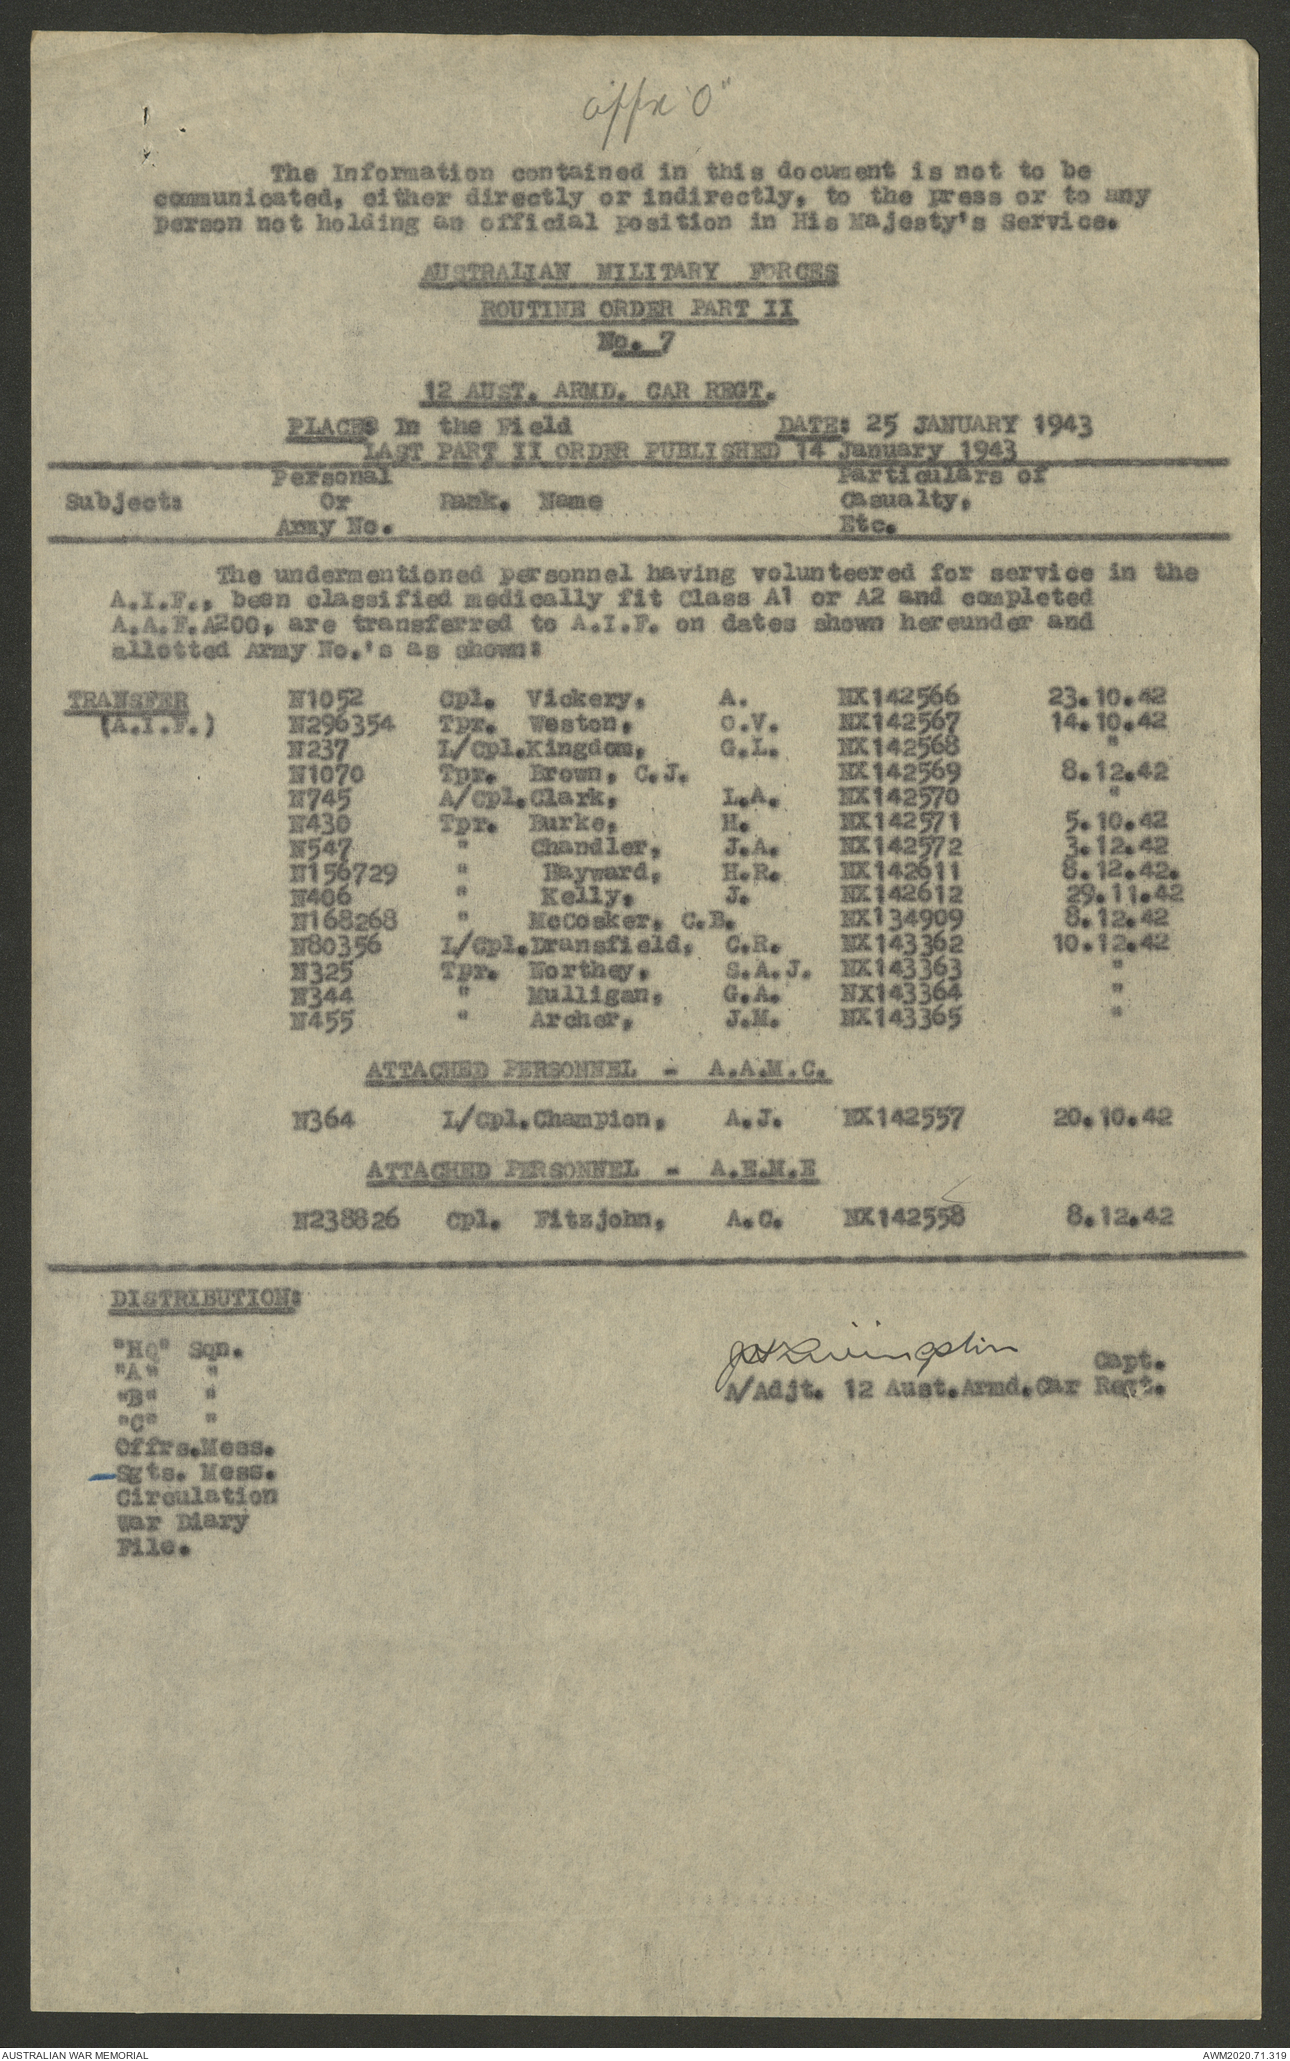 appx "O"
The Information contained in this document is not to be
communicated, either directly or indirectly, to the press or to any
person not holding an official position in His Majesty's Service.
AUSTRALIAN MILITARY FORCES
ROUTINE ORDER PART II
No. 7
12 AUST. ARMD. CAR REGT.
PLACE: In the Field DATE: 25 JANUARY 1943
LAST PART II ORDER PUBLISHED 14 January 1943
Personal Particulars of
Subject: Or Rank. Name Casualty,
Army No. Etc.
The undermentioned personnel having volunteered for service in the
A.I.F., been classified medically fit Class A1 or A2 and completed
A.A.F.A200, are transferred to A.I.F. on dates shown hereunder and
allotted Army No.'s as shown:
TRANSFER N1052 Cpl. Vickery, A. NX142566 23.10.42
(A.I.F.) N296354 Tpr. Weston, C.V. NX142567 14.10.42
N237 L/Cpl.Kingdom, G.L. NX142568 "
N1070 Tpr. Brown, C.J. NX142569 8.12.42
N745 A/Cpl.Clark, L.A. NX142570 "
N430 Tpr. Burke, H. NX142571 5.10.42
N547 " Chandler, J.A. NX142572 3.12.42
N156729 " Hayward, H.R. NX142611 8.12.42.
N406 " Kelly, J. NX142612 29.11.42
N168268 " McCosker, C.B. NX134909 8.12.42
N80356 L/Cpl.Dransfield, C.R. NX143362 10.12.42
N325 Tpr. Northey, S.A.J. NX143363 "
N344 " Mulligan, G.A. NX143364 "
N455 " Archer, J.M. NX143365 "
ATTACHED PERSONNEL - A.A.M.C.
N364 L/Cpl.Champion, A.J. NX142557 20.10.42
ATTACHED PERSONNEL - A.E.M.E
N238826 Cpl. Fitzjohn, A.C. NX142558 8.12.42
DISTRIBUTION:
"HQ" Sqn.
"A" "
"B" "
"C" "
Offrs.Mess.
Sgts. Mess.
Circulation
War Diary
File.
Livingston Capt.
A/Adjt. 12 Aust.Armd.Car Regt.
AUSTRALIAN WAR MEMORIAL AWM2020.71.319